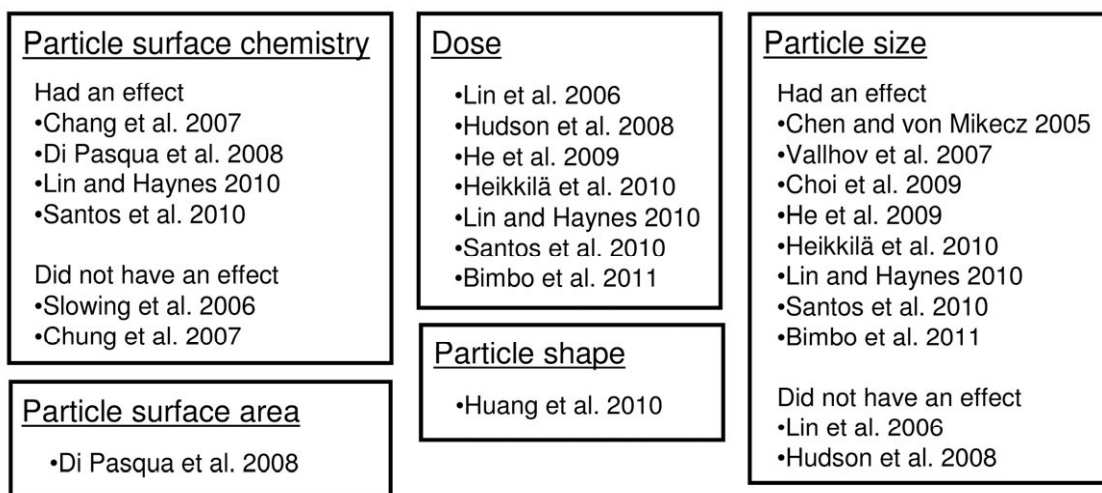 Particle surface chemistry
Had an effect
•Chang et al. 2007
•Di Pasqua et al. 2008
•Lin and Haynes 2010
•Santos et al. 2010
Did not have an effect
•Slowing et al. 2006
•Chung et al. 2007
Particle surface area
•Di Pasqua et al. 2008
Dose
•Lin et al. 2006
•Hudson et al. 2008
•He et al. 2009
•Heikkilä et al. 2010
•Lin and Haynes 2010
•Santos et al. 2010
•Bimbo et al. 2011
Particle shape
•Huang et al. 2010
Particle size
Had an effect
•Chen and von Mikecz 2005
•Vallhov et al. 2007
•Choi et al. 2009
•He et al. 2009
•Heikkilä et al. 2010
•Lin and Haynes 2010
•Santos et al. 2010
•Bimbo et al. 2011
Did not have an effect
•Lin et al. 2006
•Hudson et al. 2008